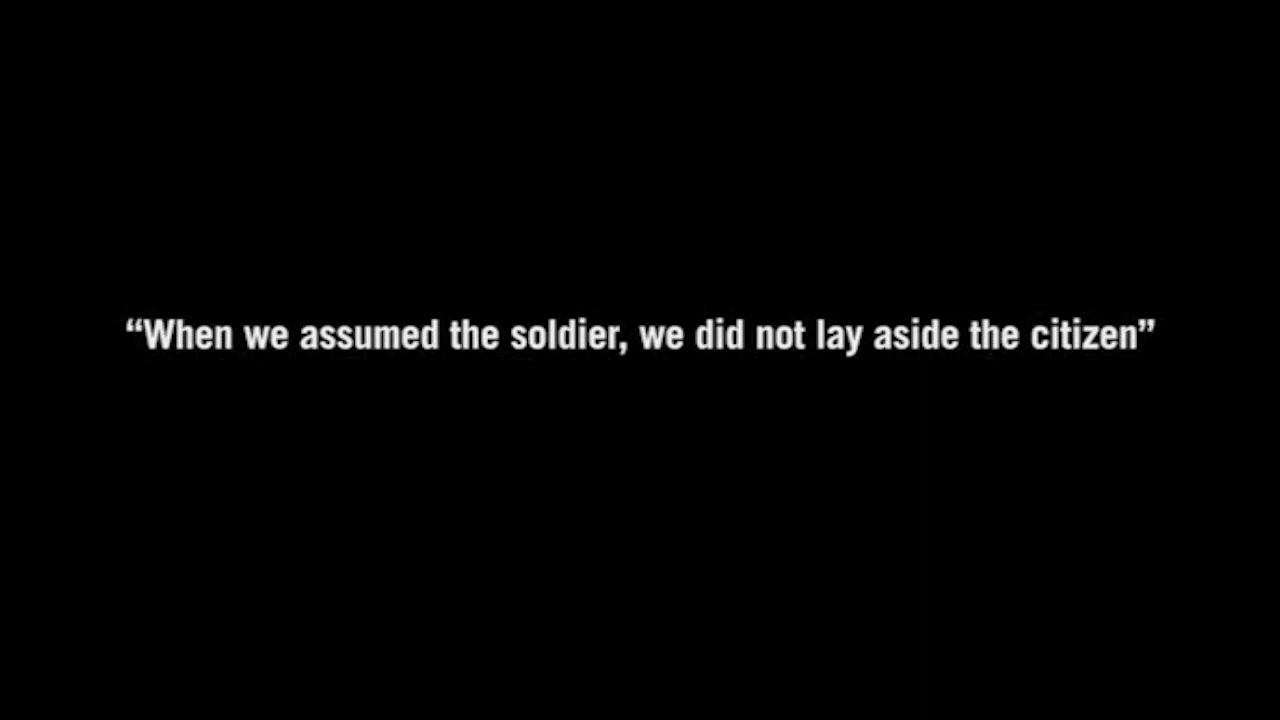 “When we assumed the soldier, we did not lay aside the citizen”